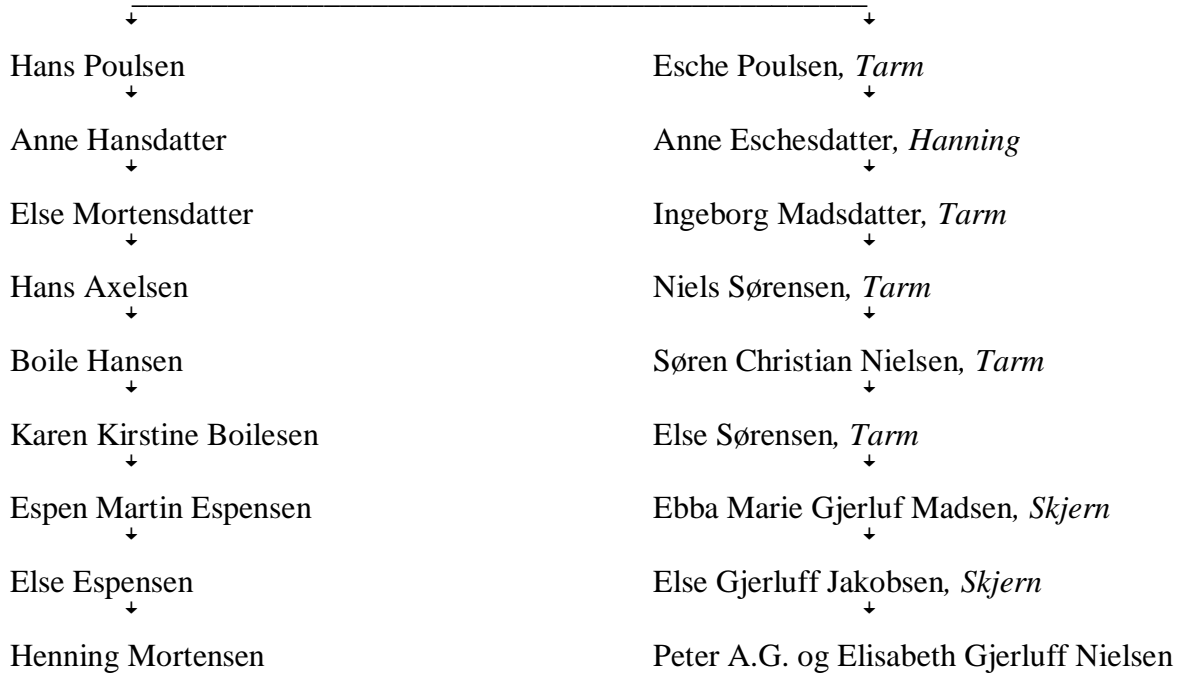 Hans Poulsen Esche Poulsen, Tarm
Anne Hansdatter Anne Eschesdatter, Hanning
Else Mortensdatter Ingeborg Madsdatter, Tarm
Hans Axelsen Niels Sørensen, Tarm
Boile Hansen Søren Christian Nielsen, Tarm
Karen Kirstine Boilesen Else Sørensen, Tarm
Espen Martin Espensen Ebba Marie Gjerluf Madsen, Skjern
Else Espensen Else Gjerluff Jakobsen, Skjern
Henning Mortensen Peter A.G. og Elisabeth Gjerluff Nielsen